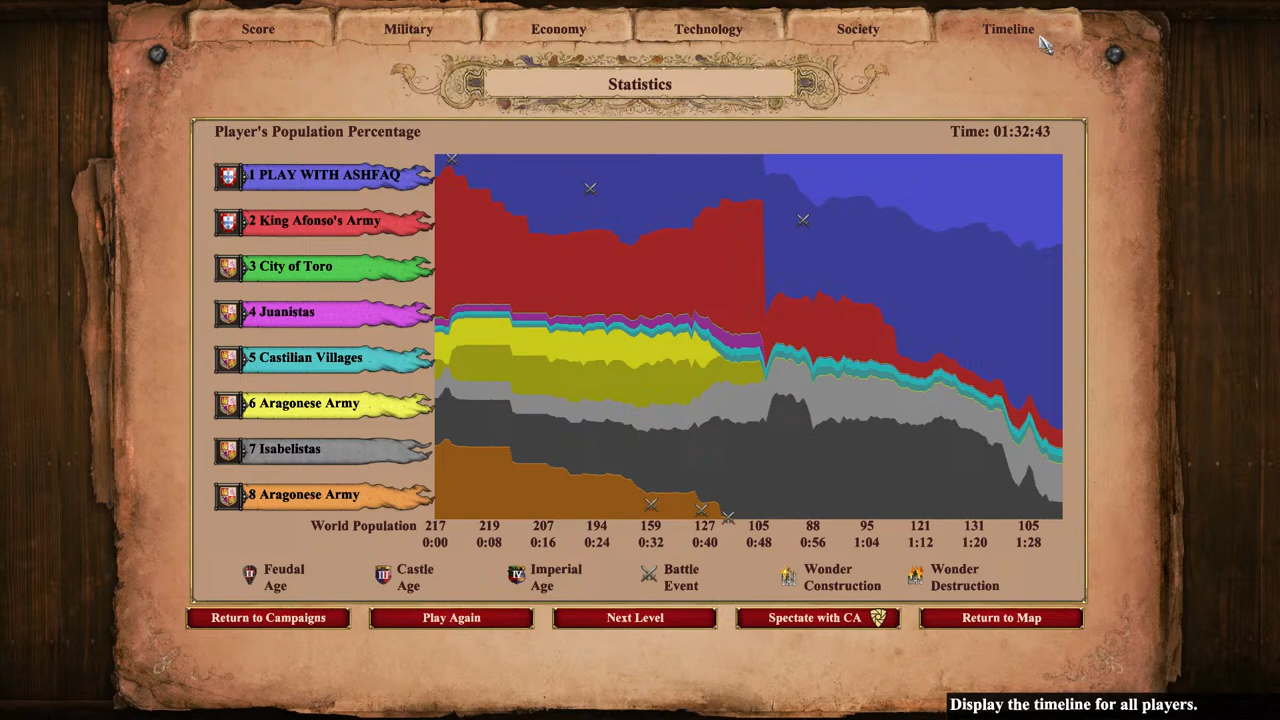 Score Military Economy Technology Society Timeline
Statistics
Player's Population Percentage Time: 01:32:43
1 PLAY WITH ASHFAQ
2 King Afonso's Army
3 City of Toro
4 Juanistas
5 Castilian Villages
6 Aragonese Army
7 Isabelistas
8 Aragonese Army
World Population 217 219 207 194 159 127 105 88 95 121 131 105
0:00 0:08 0:16 0:24 0:32 0:40 0:48 0:56 1:04 1:12 1:20 1:28
II Feudal Age
III Castle Age
IV Imperial Age
Battle Event
Wonder Construction
Wonder Destruction
Return to Campaigns Play Again Next Level Spectate with CA Return to Map
Display the timeline for all players.